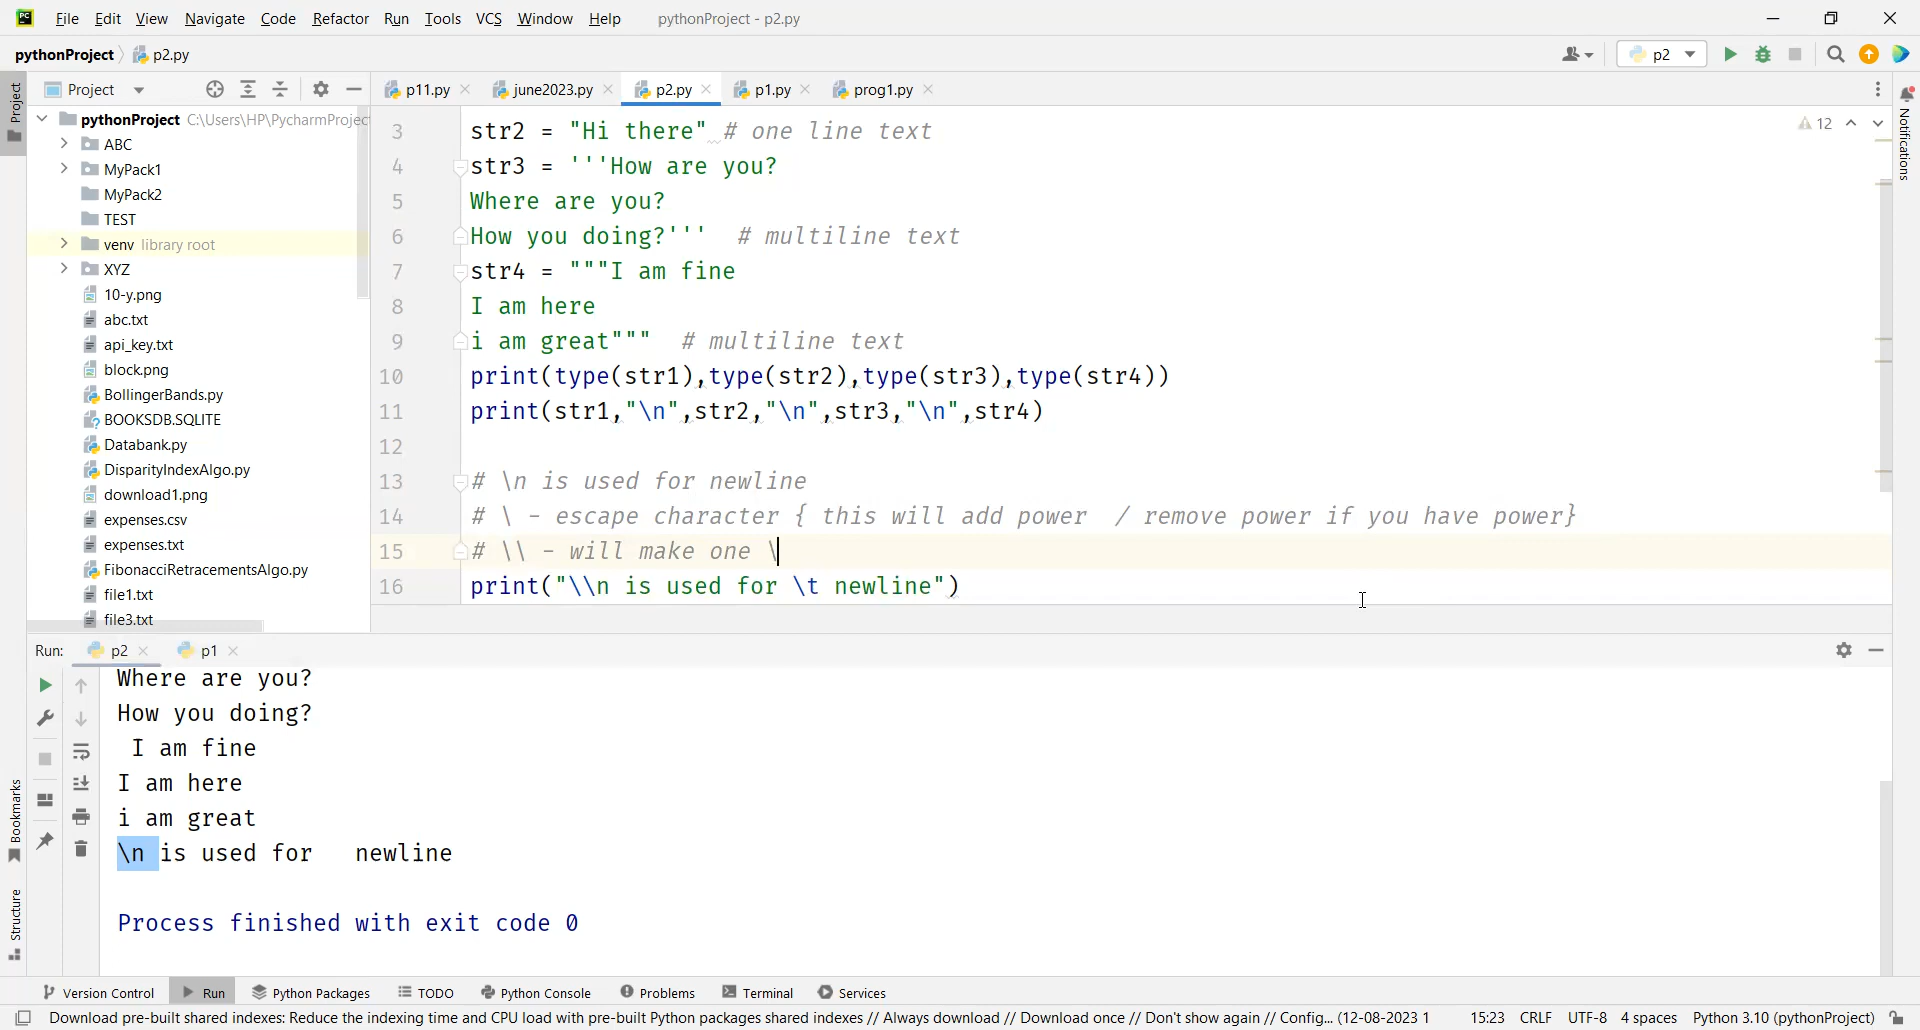 File Edit View Navigate Code Refactor Run Tools VCS Window Help pythonProject - p2.py
pythonProject p2.py p2
Project p11.py june2023.py p2.py p1.py prog1.py
pythonProject C:\Users\HP\PycharmProjec
ABC
MyPack1
MyPack2
TEST
venv library root
XYZ
10-y.png
abc.txt
api_key.txt
block.png
BollingerBands.py
BOOKSDB.SQLITE
Databank.py
DisparityIndexAlgo.py
download1.png
expenses.csv
expenses.txt
FibonacciRetracementsAlgo.py
file1.txt
file3.txt
12
3 str2 = "Hi there" # one line text
4 str3 = '''How are you?
5 Where are you?
6 How you doing?''' # multiline text
7 str4 = """I am fine
8 I am here
9 i am great""" # multiline text
10 print(type(str1),type(str2),type(str3),type(str4))
11 print(str1,"\n",str2,"\n",str3,"\n",str4)
12
13 # \n is used for newline
14 # \ - escape character { this will add power / remove power if you have power}
15 # \\ - will make one \
16 print("\\n is used for \t newline")
Run: p2 p1
Where are you?
How you doing?
I am fine
I am here
i am great
\n is used for newline
Process finished with exit code 0
Project
Bookmarks
Structure
Notifications
Version Control Run Python Packages TODO Python Console Problems Terminal Services
Download pre-built shared indexes: Reduce the indexing time and CPU load with pre-built Python packages shared indexes // Always download // Download once // Don't show again // Config... (12-08-2023 1 15:23 CRLF UTF-8 4 spaces Python 3.10 (pythonProject)